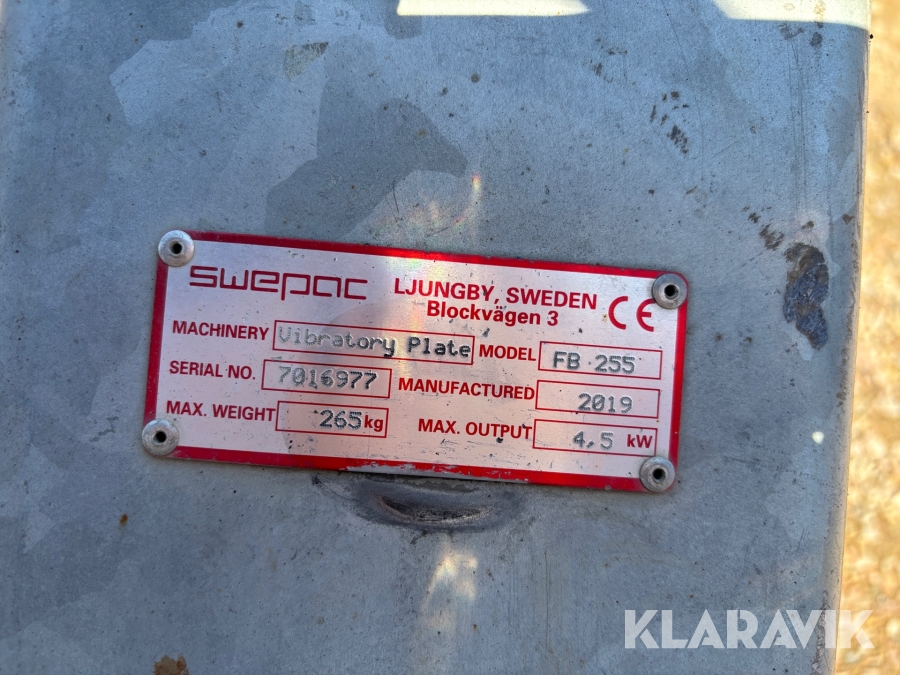 swepac
LJUNGBY, SWEDEN
Blockvägen 3
CE
MACHINERY Vibratory Plate MODEL FB 255
SERIAL NO. 7016977 MANUFACTURED 2019
MAX. WEIGHT 265 kg MAX. OUTPUT 4,5 kW
KLARAVIK